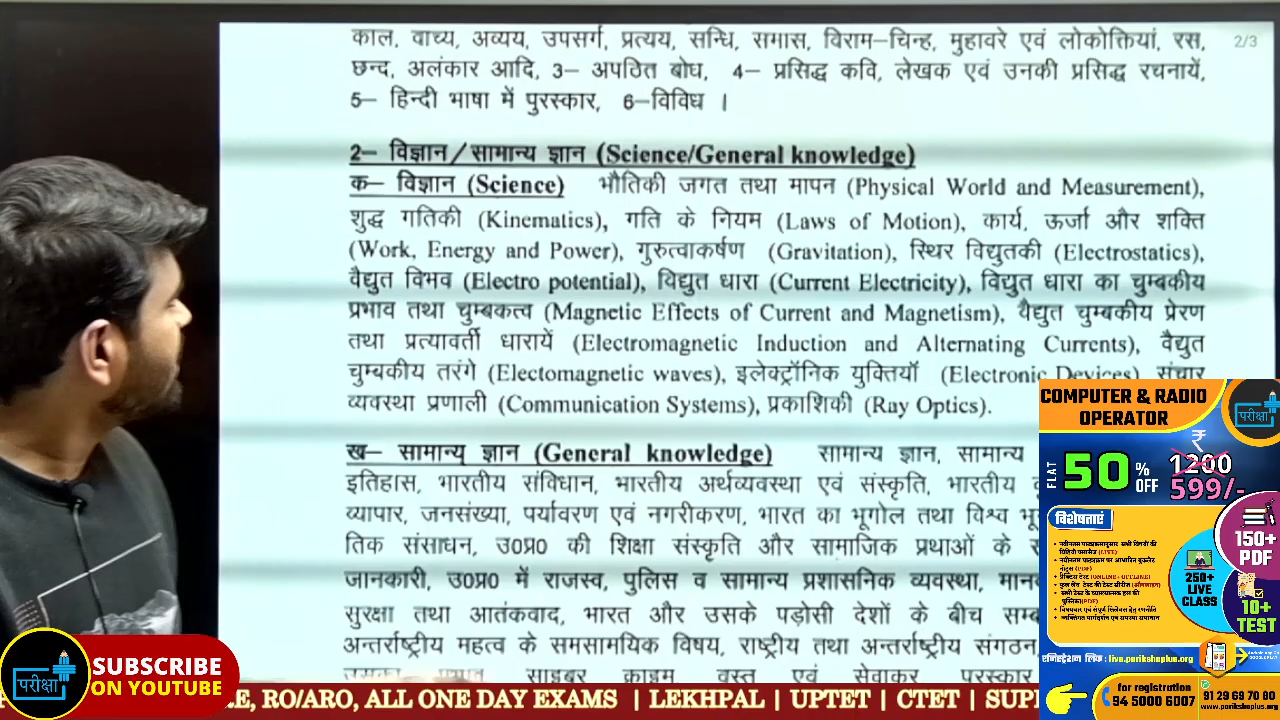 काल, वाच्य, अव्यय, उपसर्ग, प्रत्यय, सन्धि, समास, विराम–चिन्ह, मुहावरे एवं लोकोक्तियां, रस,
2/3
छन्द, अलंकार आदि, 3– अपठित बोध, 4– प्रसिद्ध कवि, लेखक एवं उनकी प्रसिद्ध रचनायें,
5– हिन्दी भाषा में पुरस्कार, 6–विविध ।
2– विज्ञान/सामान्य ज्ञान (Science/General knowledge)
क– विज्ञान (Science) भौतिकी जगत तथा मापन (Physical World and Measurement),
शुद्ध गतिकी (Kinematics), गति के नियम (Laws of Motion), कार्य, ऊर्जा और शक्ति
(Work, Energy and Power), गुरुत्वाकर्षण (Gravitation), स्थिर विद्युतकी (Electrostatics),
वैद्युत विभव (Electro potential), विद्युत धारा (Current Electricity), विद्युत धारा का चुम्बकीय
प्रभाव तथा चुम्बकत्व (Magnetic Effects of Current and Magnetism), वैद्युत चुम्बकीय प्रेरण
तथा प्रत्यावर्ती धारायें (Electromagnetic Induction and Alternating Currents), वैद्युत
चुम्बकीय तरंगे (Electomagnetic waves), इलेक्ट्रॉनिक युक्तियॉ (Electronic Devices), संचार
व्यवस्था प्रणाली (Communication Systems), प्रकाशिकी (Ray Optics).
ख– सामान्य ज्ञान (General knowledge) सामान्य ज्ञान, सामान्य
इतिहास, भारतीय संविधान, भारतीय अर्थव्यवस्था एवं संस्कृति, भारतीय
व्यापार, जनसंख्या, पर्यावरण एवं नगरीकरण, भारत का भूगोल तथा विश्व
तिक संसाधन, उ0प्र0 की शिक्षा संस्कृति और सामाजिक प्रथाओं के
जानकारी, उ0प्र0 में राजस्व, पुलिस व सामान्य प्रशासनिक व्यवस्था,
सुरक्षा तथा आतंकवाद, भारत और उसके पड़ोसी देशों के बीच
अन्तर्राष्ट्रीय महत्व के समसामयिक विषय, राष्ट्रीय तथा अन्तर्राष्ट्रीय संगठन,
साइबर क्राइम वस्तु एवं सेवाकर पुरस्कार
COMPUTER & RADIO
OPERATOR
परीक्षा
FLAT 50 % OFF
₹ 1200
599/-
विशेषताएं
150+
PDF
250+
LIVE
CLASS
10+
TEST
रजिस्ट्रेशन लिंक : live.parikshaplus.org
for registration
94 5000 6007
91 29 69 70 80
www.parikshaplus.org
परीक्षा
SUBSCRIBE
ON YOUTUBE
RE, RO/ARO, ALL ONE DAY EXAMS | LEKHPAL | UPTET | CTET |